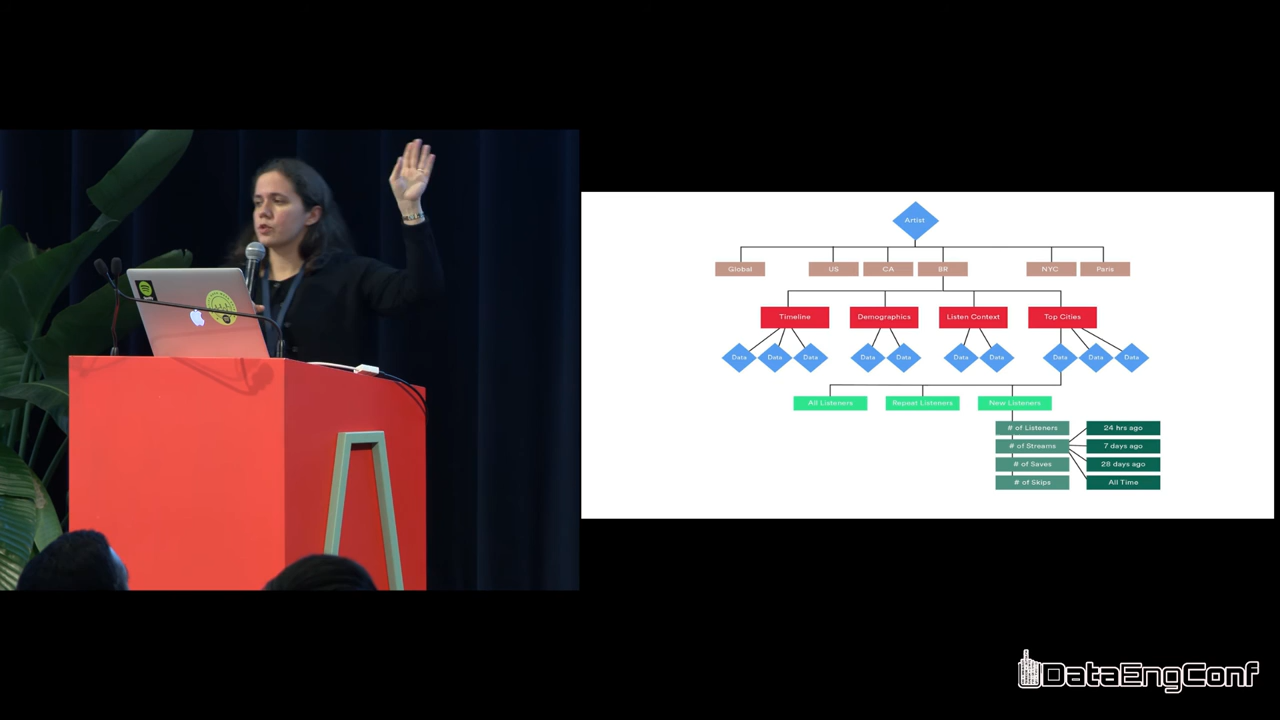 Artist
Global US CA BR NYC Paris
Timeline Demographics Listen Context Top Cities
Data Data Data Data Data Data Data Data Data Data
All Listeners Repeat Listeners New Listeners
# of Listeners 24 hrs ago
# of Streams 7 days ago
# of Saves 28 days ago
# of Skips All Time
DataEngConf